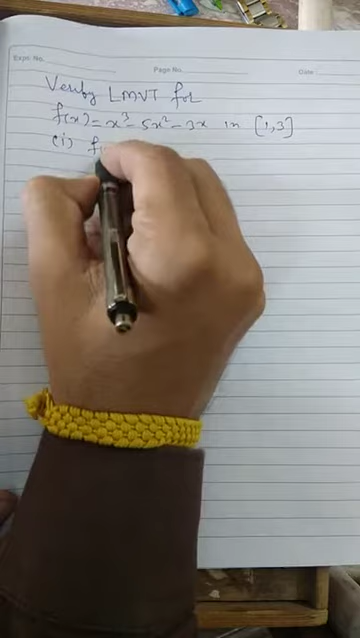 Expt. No.
Page No.
Date
Verify LMVT for
f(x) = x³ - 5x² - 3x in [1,3]
(i) f